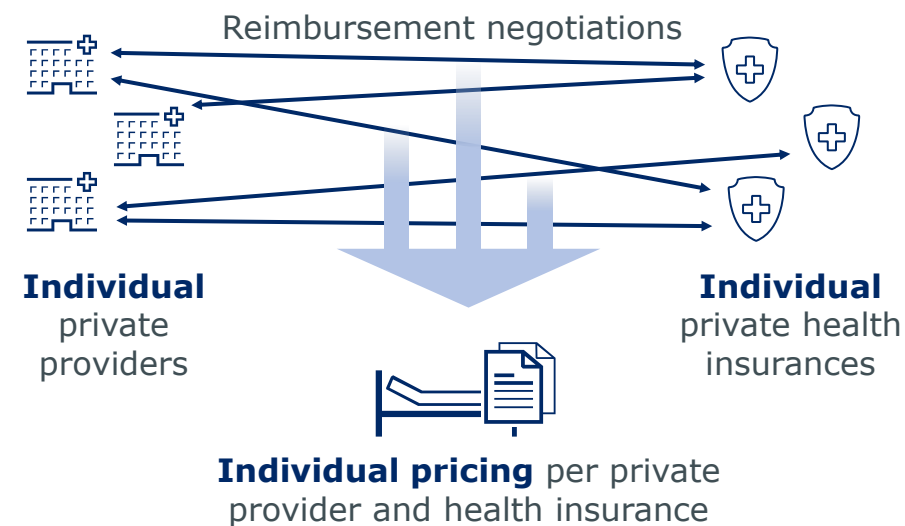 Reimbursement negotiations
Individual
private
providers
Individual
private health
insurances
Individual pricing per private
provider and health insurance